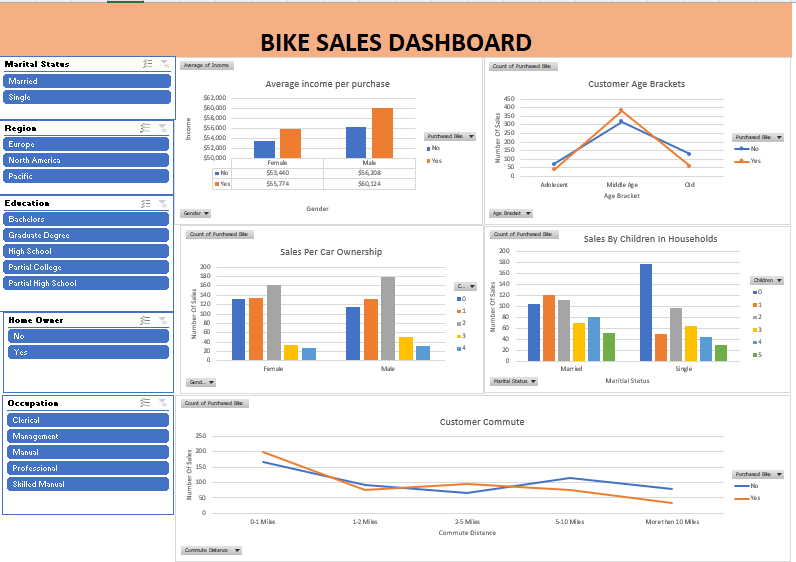 BIKE SALES DASHBOARD
Marital Status
Married
Single
Region
Europe
North America
Pacific
Education
Bachelors
Graduate Degree
High School
Partial College
Partial High School
Home Owner
No
Yes
Occupation
Clerical
Management
Manual
Professional
Skilled Manual
Average of Income
Average income per purchase
Income
$62,000
$60,000
$58,000
$56,000
$54,000
$52,000
$50,000
Female Male
No $53,440 $56,208
Yes $55,774 $60,124
Gender
Purchased Bike
No
Yes
Gender
Count of Purchased Bike
Customer Age Brackets
Number Of Sales
450
400
350
300
250
200
150
100
50
0
Adolecent Middle Age Old
Age Bracket
Purchased Bike
No
Yes
Age Bracket
Count of Purchased Bike
Sales Per Car Ownership
Number Of Sales
200
180
160
140
120
100
80
60
40
20
0
Female Male
C...
0
1
2
3
4
Gend...
Count of Purchased Bike
Sales By Children In Households
Number Of Sales
200
180
160
140
120
100
80
60
40
20
0
Married Single
Maritial Status
Children
0
1
2
3
4
5
Marital Status
Count of Purchased Bike
Customer Commute
Number Of Sales
250
200
150
100
50
0
0-1 Miles 1-2 Miles 2-5 Miles 5-10 Miles More than 10 Miles
Commute Distance
Purchased Bike
No
Yes
Commute Distance